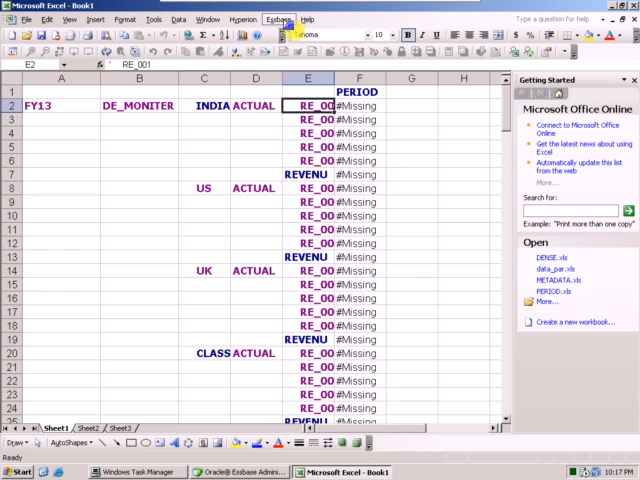 Microsoft Excel - Book1
File Edit View Insert Format Tools Data Window Hyperion Essbase Help
Type a question for help
Tahoma 10 B I U
E2 fx ' RE_001
A B C D E F G H
1 PERIOD
2 FY13 DE_MONITER INDIA ACTUAL RE_00 #Missing
3 RE_00 #Missing
4 RE_00 #Missing
5 RE_00 #Missing
6 RE_00 #Missing
7 REVENU #Missing
8 US ACTUAL RE_00 #Missing
9 RE_00 #Missing
10 RE_00 #Missing
11 RE_00 #Missing
12 RE_00 #Missing
13 REVENU #Missing
14 UK ACTUAL RE_00 #Missing
15 RE_00 #Missing
16 RE_00 #Missing
17 RE_00 #Missing
18 RE_00 #Missing
19 REVENU #Missing
20 CLASS ACTUAL RE_00 #Missing
21 RE_00 #Missing
22 RE_00 #Missing
23 RE_00 #Missing
24 RE_00 #Missing
25 REVENU #Missing
Getting Started
Microsoft Office Online
Connect to Microsoft Office
Online
Get the latest news about using
Excel
Automatically update this list
from the web
More...
Search for:
Example: "Print more than one copy"
Open
DENSE.xls
data_par.xls
METADATA.xls
PERIOD.xls
More...
Create a new workbook...
Sheet1 Sheet2 Sheet3
Draw AutoShapes
Ready
Start Windows Task Manager Oracle® Essbase Admini... Microsoft Excel - Book1 10:17 PM